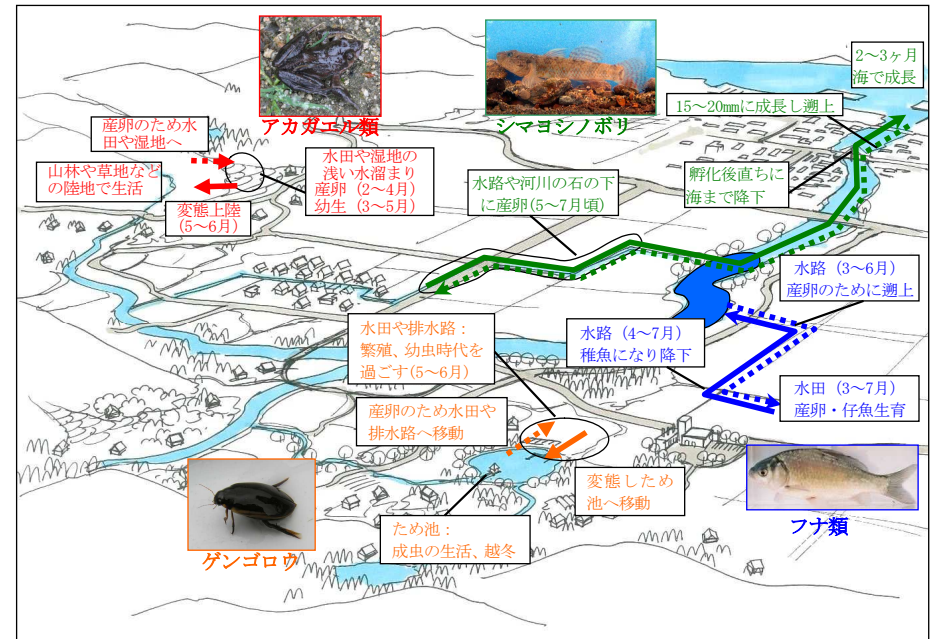 アカガエル類
シマヨシノボリ
2～3ヶ月
海で成長
15～20mmに成長し遡上
産卵のため水
田や湿地へ
山林や草地など
の陸地で生活
変態上陸
（5～6月）
水田や湿地の
浅い水溜まり
産卵（2～4月）
幼生（3～5月）
水路や河川の石の下
に産卵(5～7月頃)
孵化後直ちに
海まで降下
水路（3～6月）
産卵のために遡上
水路（4～7月）
稚魚になり降下
水田（3～7月）
産卵・仔魚生育
水田や排水路：
繁殖、幼虫時代を
過ごす(5～6月）
産卵のため水田や
排水路へ移動
変態しため
池へ移動
ため池：
成虫の生活、越冬
ゲンゴロウ
フナ類